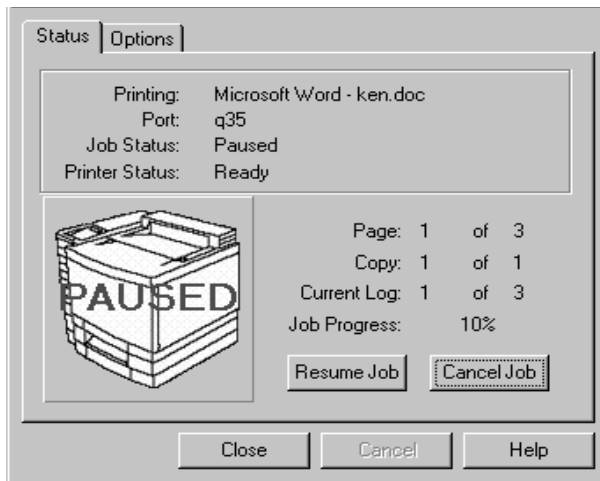 Status Options
Printing: Microsoft Word - ken.doc
Port: q35
Job Status: Paused
Printer Status: Ready
PAUSED
Page: 1 of 3
Copy: 1 of 1
Current Log: 1 of 3
Job Progress: 10%
Resume Job Cancel Job
Close Cancel Help